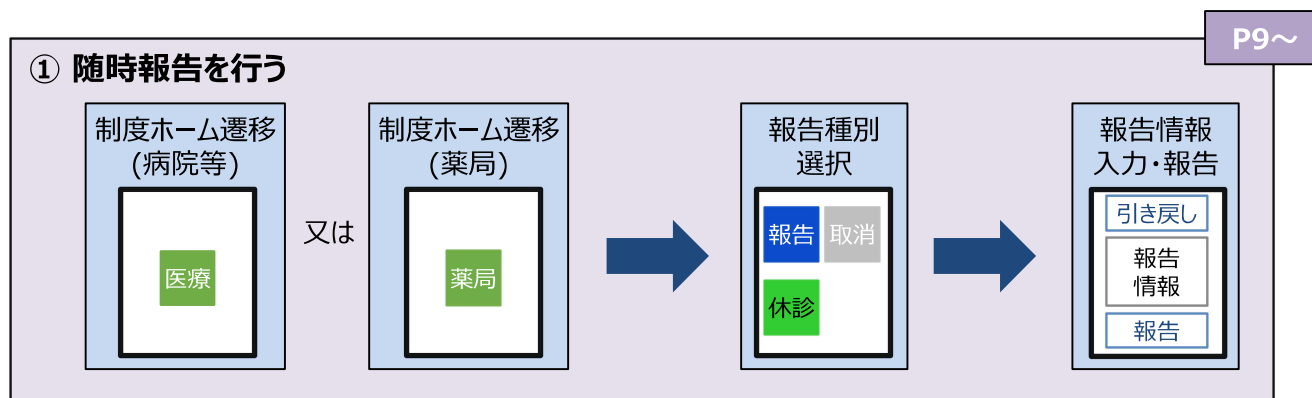 P9～
① 随時報告を行う
制度ホーム遷移
(病院等)
医療
又は
制度ホーム遷移
(薬局)
薬局
報告種別
選択
報告
取消
休診
報告情報
入力・報告
引き戻し
報告
情報
報告